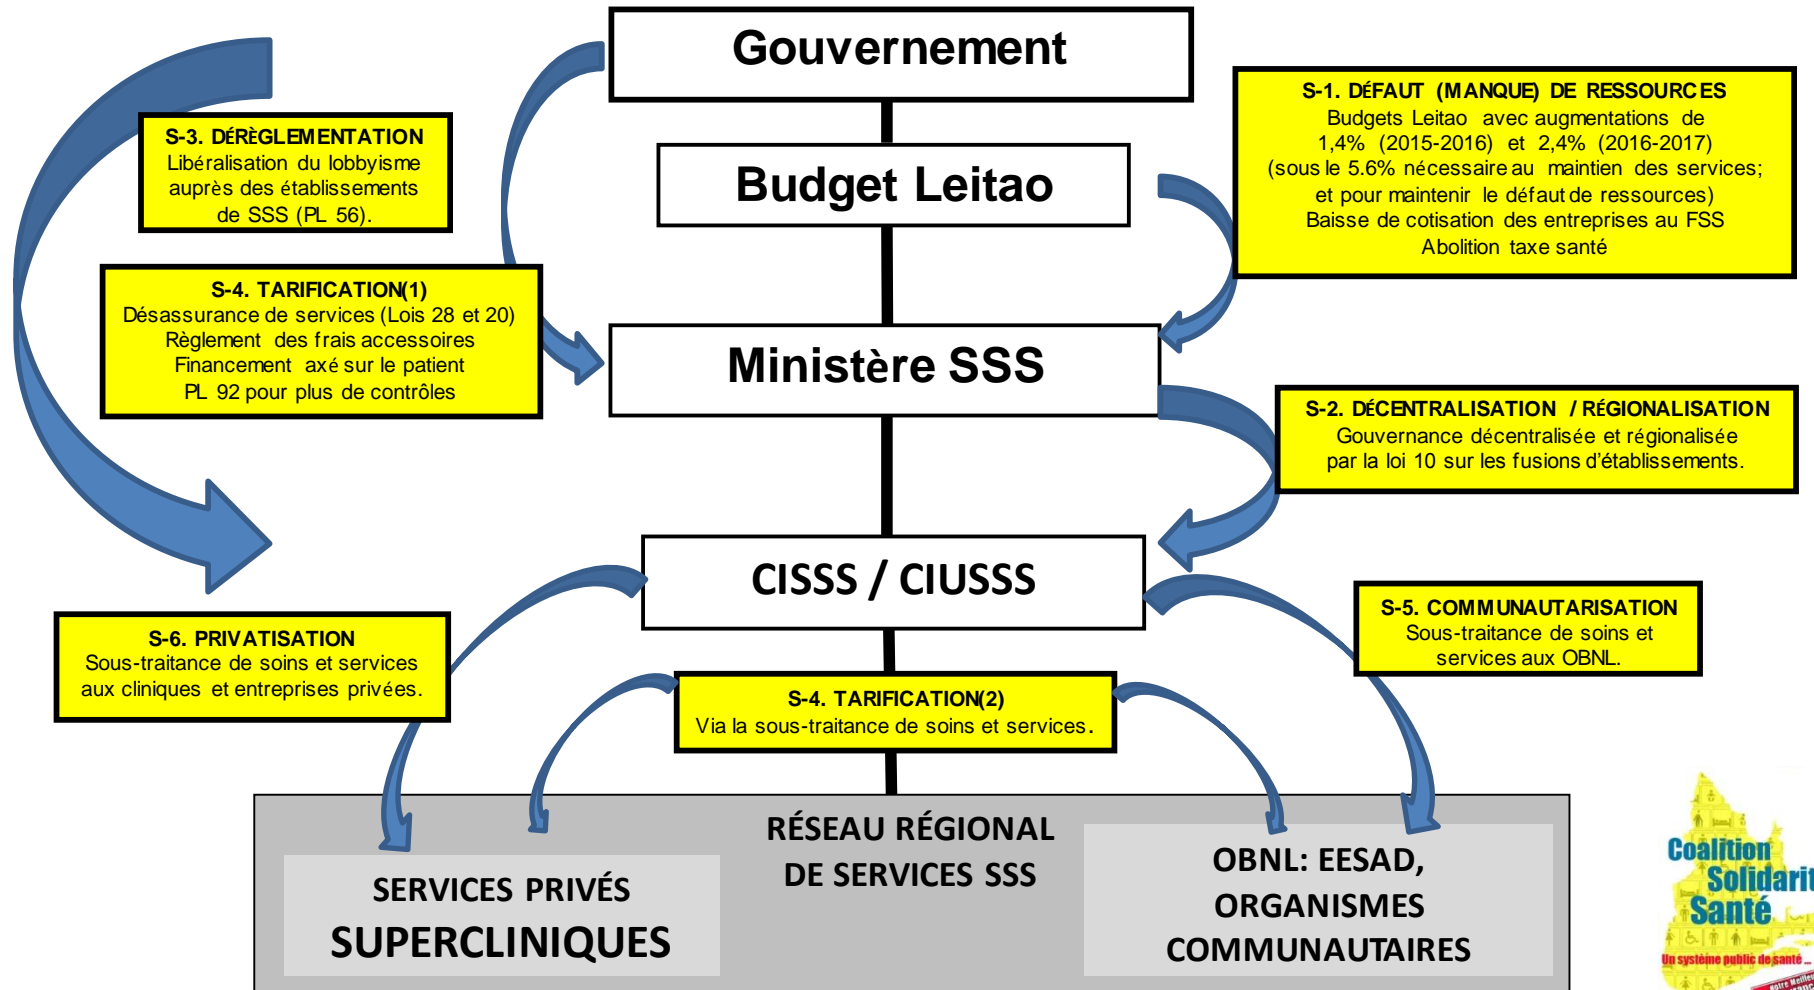 Gouvernement
S-1. DÉFAUT (MANQUE) DE RESSOURCES
Budgets Leitao avec augmentations de
1,4% (2015-2016) et 2,4% (2016-2017)
(sous le 5.6% nécessaire au maintien des services;
et pour maintenir le défaut de ressources)
Baisse de cotisation des entreprises au FSS
Abolition taxe santé
S-3. DÉRÈGLEMENTATION
Libéralisation du lobbyisme
auprès des établissements
de SSS (PL 56).
Budget Leitao
S-4. TARIFICATION(1)
Désassurance de services (Lois 28 et 20)
Règlement des frais accessoires
Financement axé sur le patient
PL 92 pour plus de contrôles
Ministère SSS
S-2. DÉCENTRALISATION / RÉGIONALISATION
Gouvernance décentralisée et régionalisée
par la loi 10 sur les fusions d'établissements.
CISSS / CIUSSS
S-5. COMMUNAUTARISATION
Sous-traitance de soins et
services aux OBNL.
S-6. PRIVATISATION
Sous-traitance de soins et services
aux cliniques et entreprises privées.
S-4. TARIFICATION(2)
Via la sous-traitance de soins et services.
RÉSEAU RÉGIONAL
DE SERVICES SSS
SERVICES PRIVÉS
SUPERCLINIQUES
OBNL: EESAD,
ORGANISMES
COMMUNAUTAIRES
Coalition
Solidarit
Santé
Un système public de santé ...